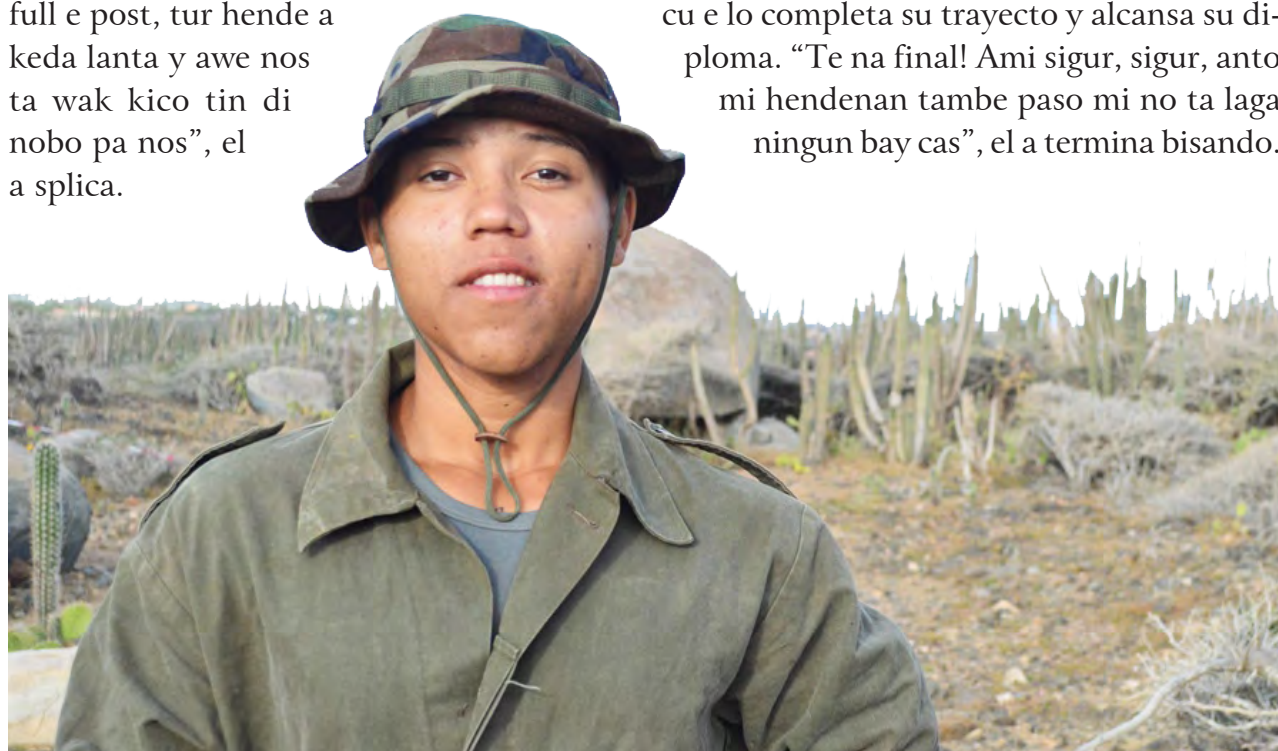 full e post, tur hende a
keda lanta y awe nos
ta wak kico tin di
nobo pa nos”, el
a splica.
cu e lo completa su trayecto y alcansa su di-
ploma. “Te na final! Ami sigur, sigur, anto
mi hendenan tambe paso mi no ta laga
ningun bay cas”, el a termina bisando.